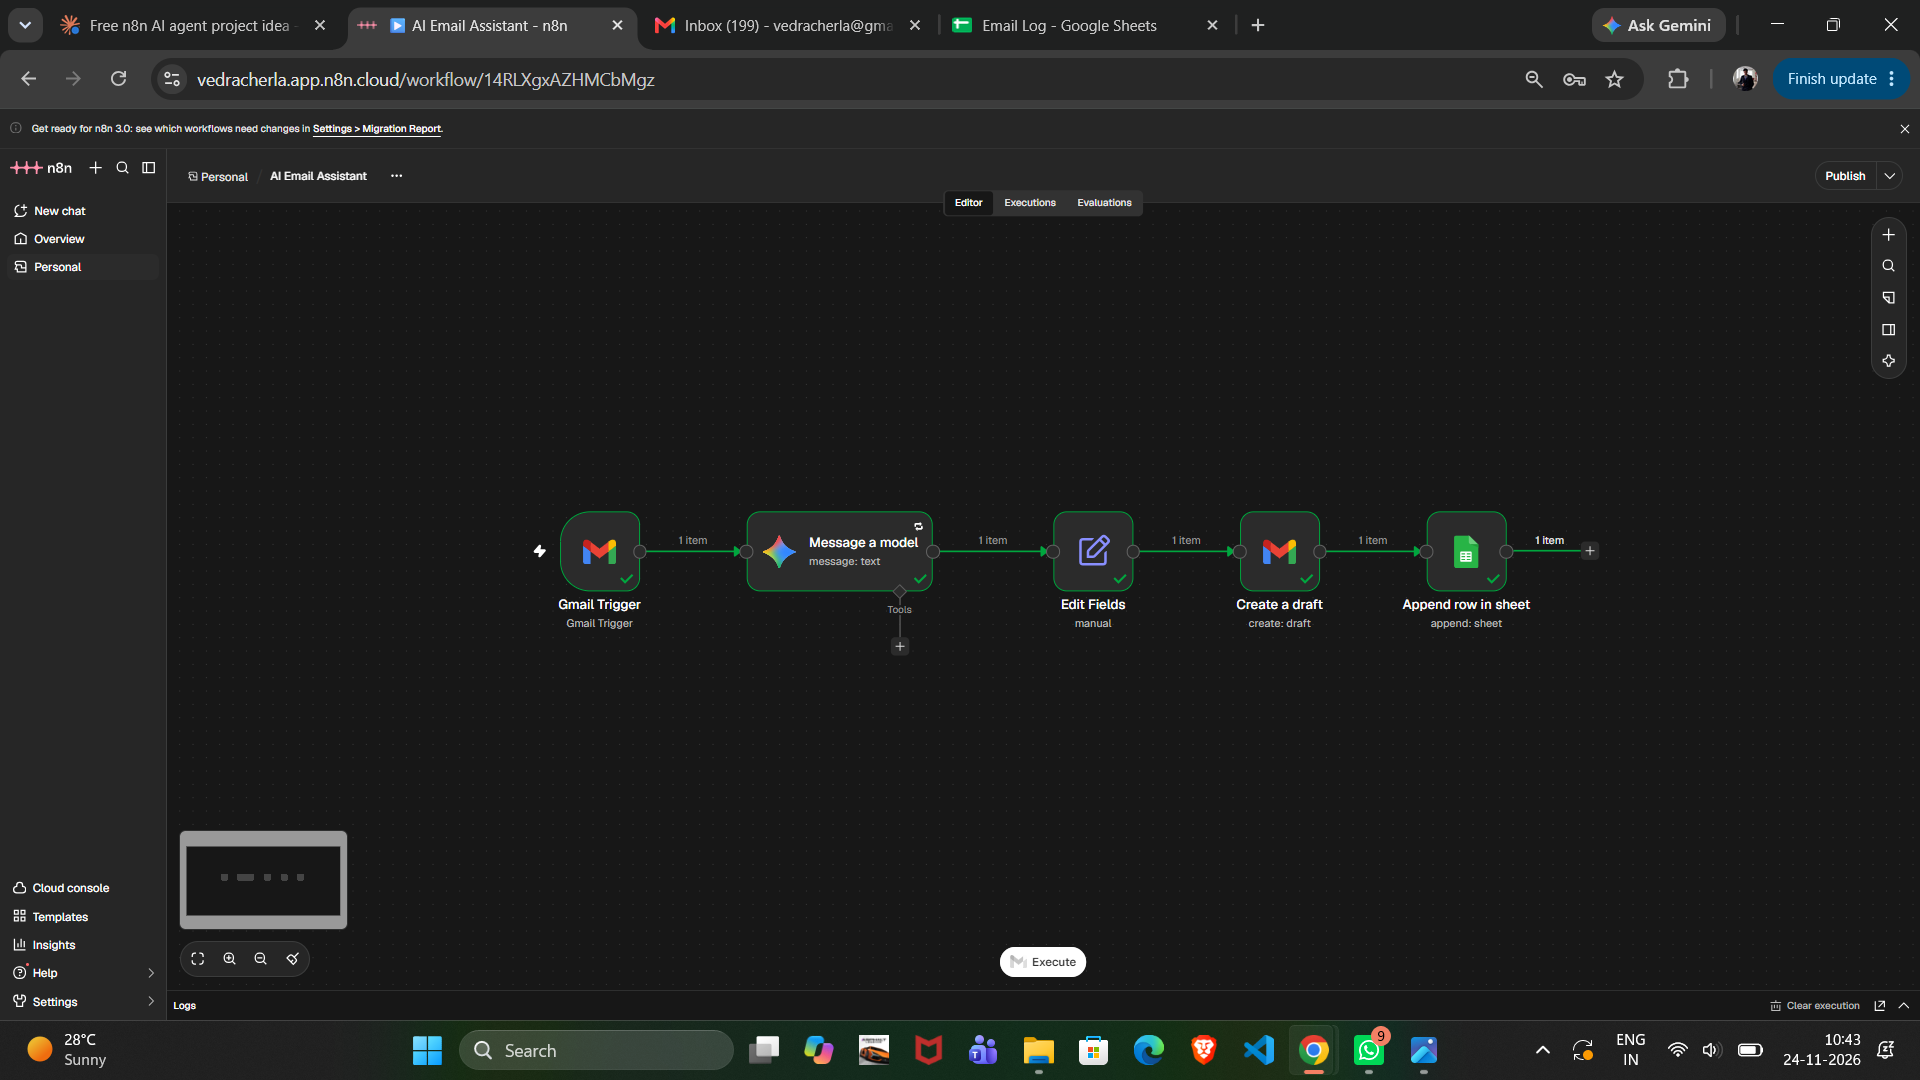 Free n8n AI agent project idea -
AI Email Assistant - n8n
Inbox (199) - vedracherla@gma
Email Log - Google Sheets
Ask Gemini
vedracherla.app.n8n.cloud/workflow/14RLXgxAZHMCbMgz
Finish update
Get ready for n8n 3.0: see which workflows need changes in Settings > Migration Report.
n8n
Personal / AI Email Assistant ...
Publish
Editor Executions Evaluations
New chat
Overview
Personal
1 item
Message a model
message: text
1 item
1 item
1 item
1 item
Tools
Gmail Trigger
Gmail Trigger
Edit Fields
manual
Create a draft
create: draft
Append row in sheet
append: sheet
Cloud console
Templates
Insights
Help
Settings
Execute
Logs
Clear execution
28°C
Sunny
Search
9
ENG
IN
10:43
24-11-2026